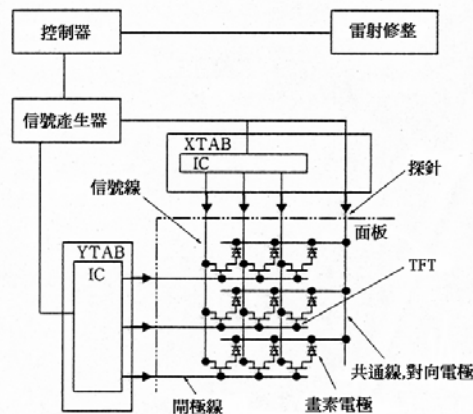 控制器
雷射修整
信號產生器
XTAB
IC
信號線
探針
面板
YTAB
IC
TFT
共通線,對向電極
畫素電極
閘極線